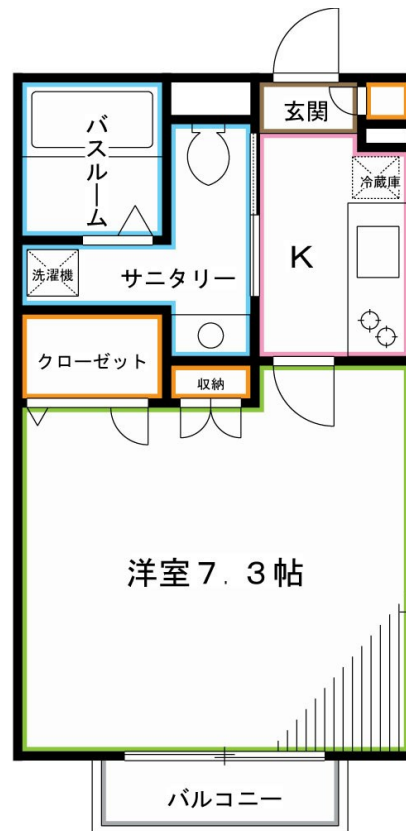 玄関
バスルーム
冷蔵庫
K
洗濯機
サニタリー
クローゼット
収納
洋室7.3帖
バルコニー